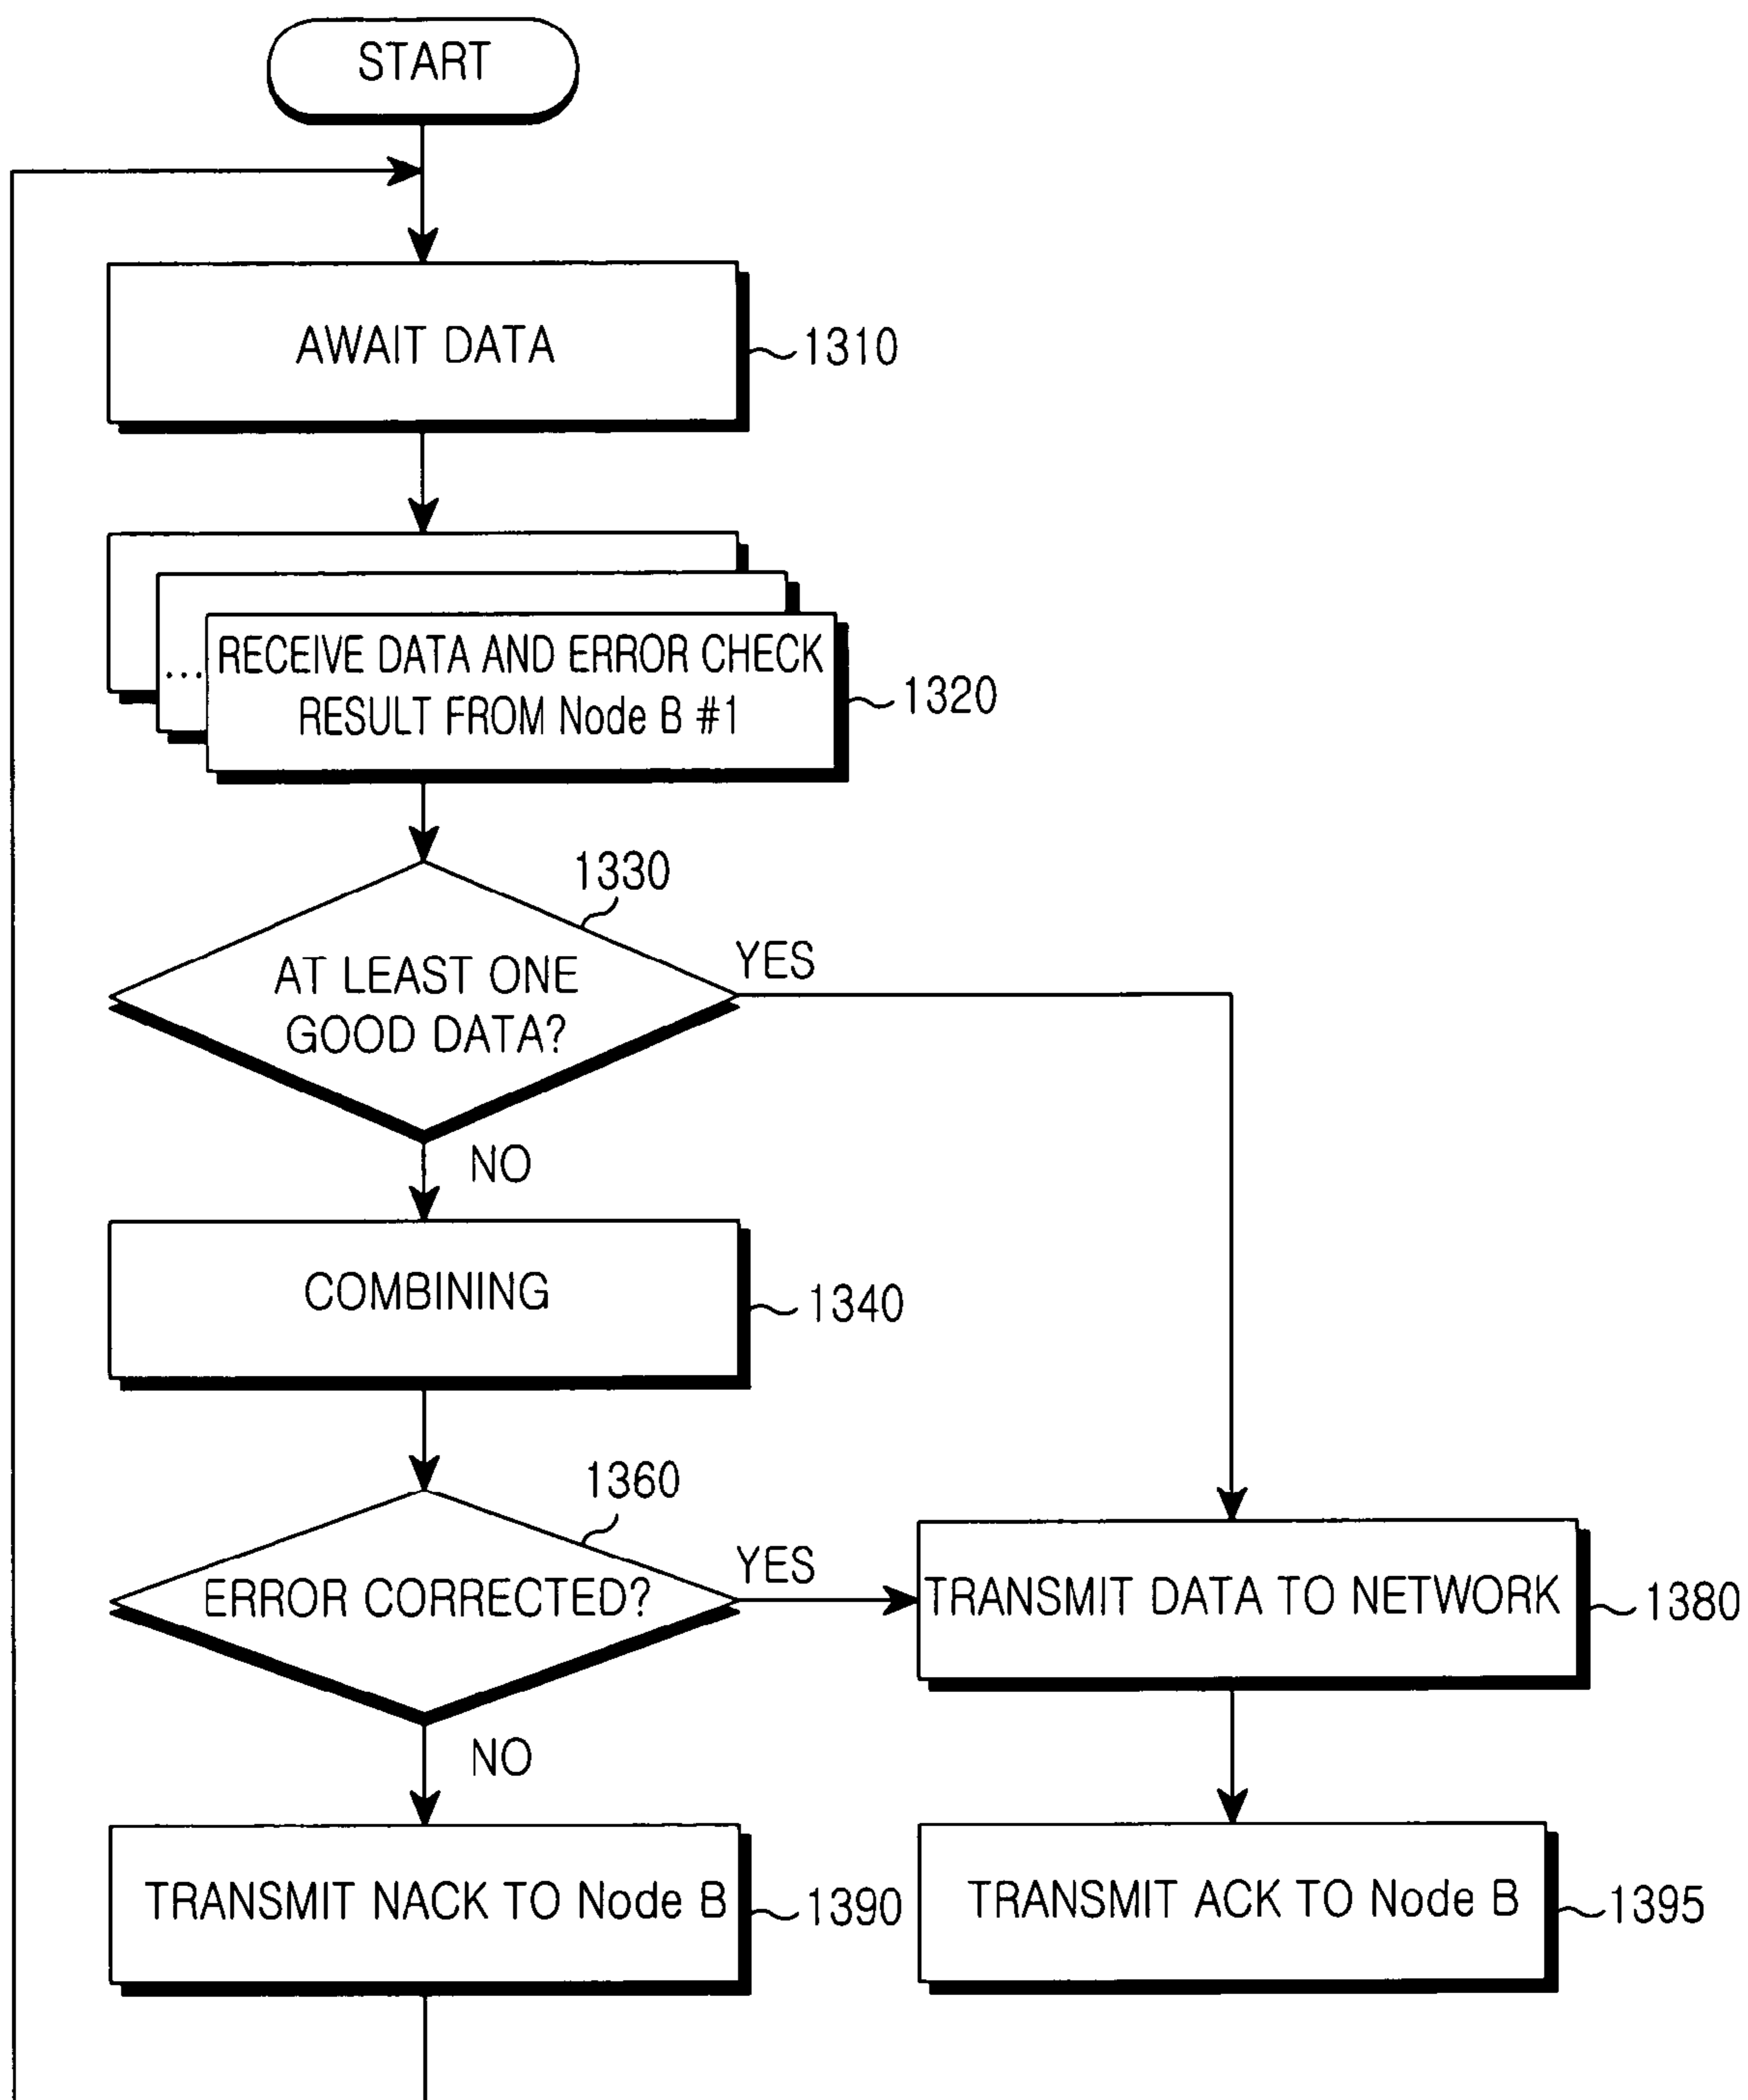 START
AWAIT DATA
1310
... RECEIVE DATA AND ERROR CHECK
RESULT FROM Node B #1
1320
1330
AT LEAST ONE
GOOD DATA?
YES
NO
COMBINING
1340
1360
ERROR CORRECTED?
YES
TRANSMIT DATA TO NETWORK
1380
NO
TRANSMIT NACK TO Node B
1390
TRANSMIT ACK TO Node B
1395